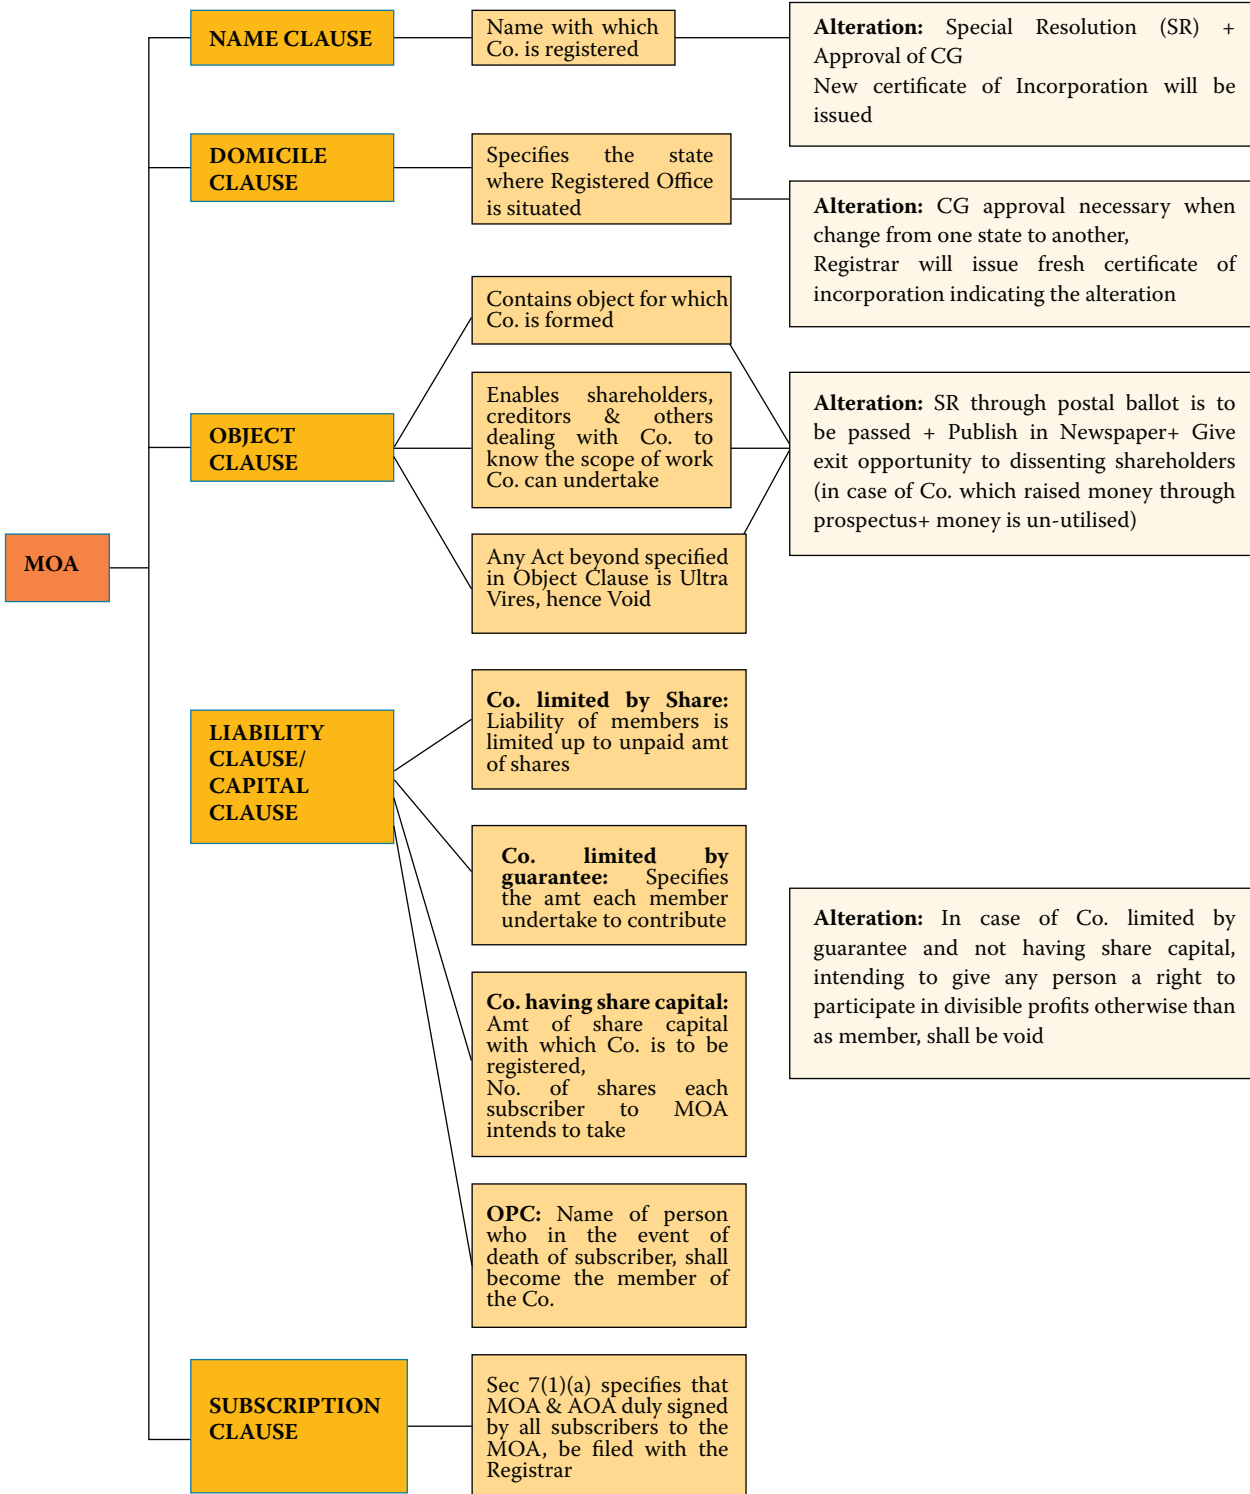 MOA
NAME CLAUSE
Name with which
Co. is registered
Alteration: Special Resolution (SR) +
Approval of CG
New certificate of Incorporation will be
issued
DOMICILE
CLAUSE
Specifies the state
where Registered Office
is situated
Alteration: CG approval necessary when
change from one state to another,
Registrar will issue fresh certificate of
incorporation indicating the alteration
OBJECT
CLAUSE
Contains object for which
Co. is formed
Enables shareholders,
creditors & others
dealing with Co. to
know the scope of work
Co. can undertake
Any Act beyond specified
in Object Clause is Ultra
Vires, hence Void
Alteration: SR through postal ballot is to
be passed + Publish in Newspaper+ Give
exit opportunity to dissenting shareholders
(in case of Co. which raised money through
prospectus+ money is un-utilised)
LIABILITY
CLAUSE/
CAPITAL
CLAUSE
Co. limited by Share:
Liability of members is
limited up to unpaid amt
of shares
Co. limited by
guarantee: Specifies
the amt each member
undertake to contribute
Co. having share capital:
Amt of share capital
with which Co. is to be
registered,
No. of shares each
subscriber to MOA
intends to take
OPC: Name of person
who in the event of
death of subscriber, shall
become the member of
the Co.
Alteration: In case of Co. limited by
guarantee and not having share capital,
intending to give any person a right to
participate in divisible profits otherwise than
as member, shall be void
SUBSCRIPTION
CLAUSE
Sec 7(1)(a) specifies that
MOA & AOA duly signed
by all subscribers to the
MOA, be filed with the
Registrar